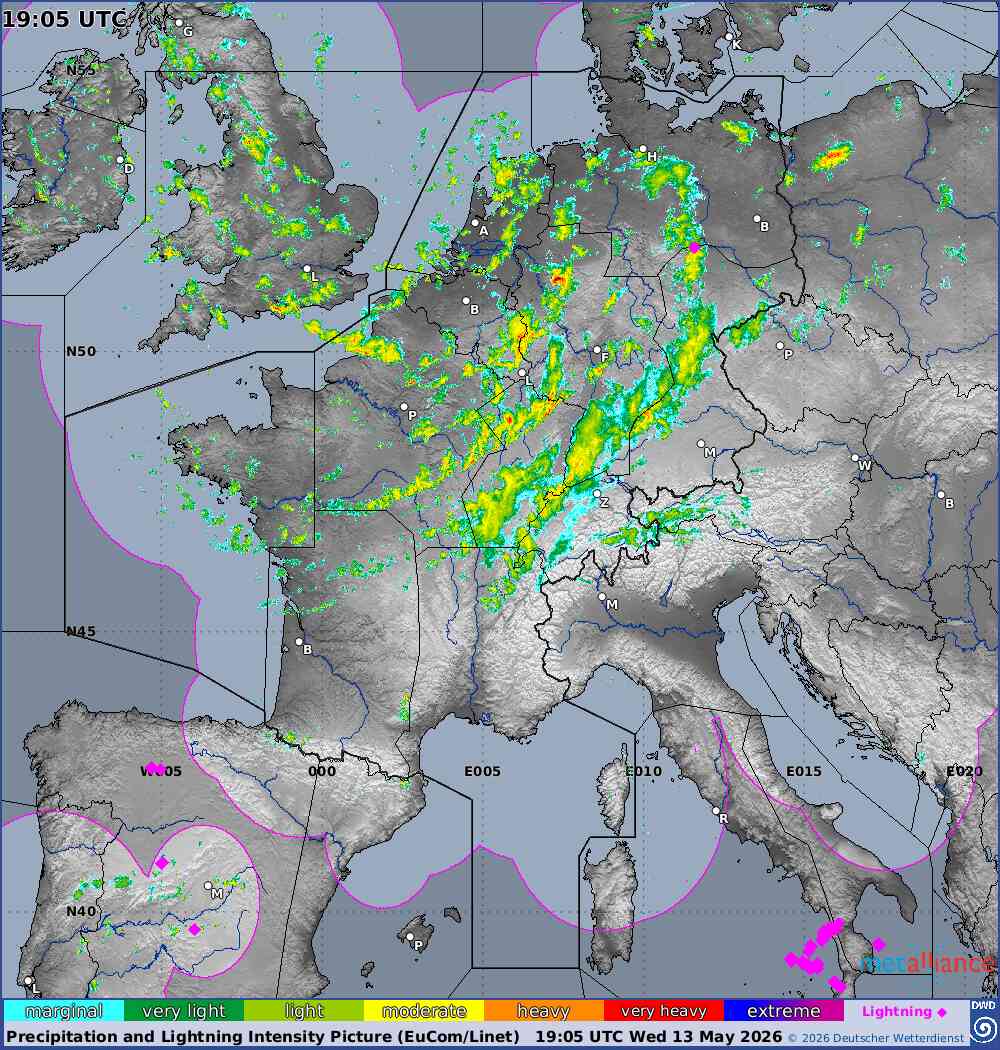 19:05 UTC
G
K
N55
D
H
A
B
L
B
N50
F
P
L
P
M
W
Z
B
M
N45
B
W005
000
E005
E010
E015
E020
R
M
N40
P
metalliance
L
marginal very light light moderate heavy very heavy extreme Lightning
DWD
Precipitation and Lightning Intensity Picture (EuCom/Linet) 19:05 UTC Wed 13 May 2026 © 2026 Deutscher Wetterdienst